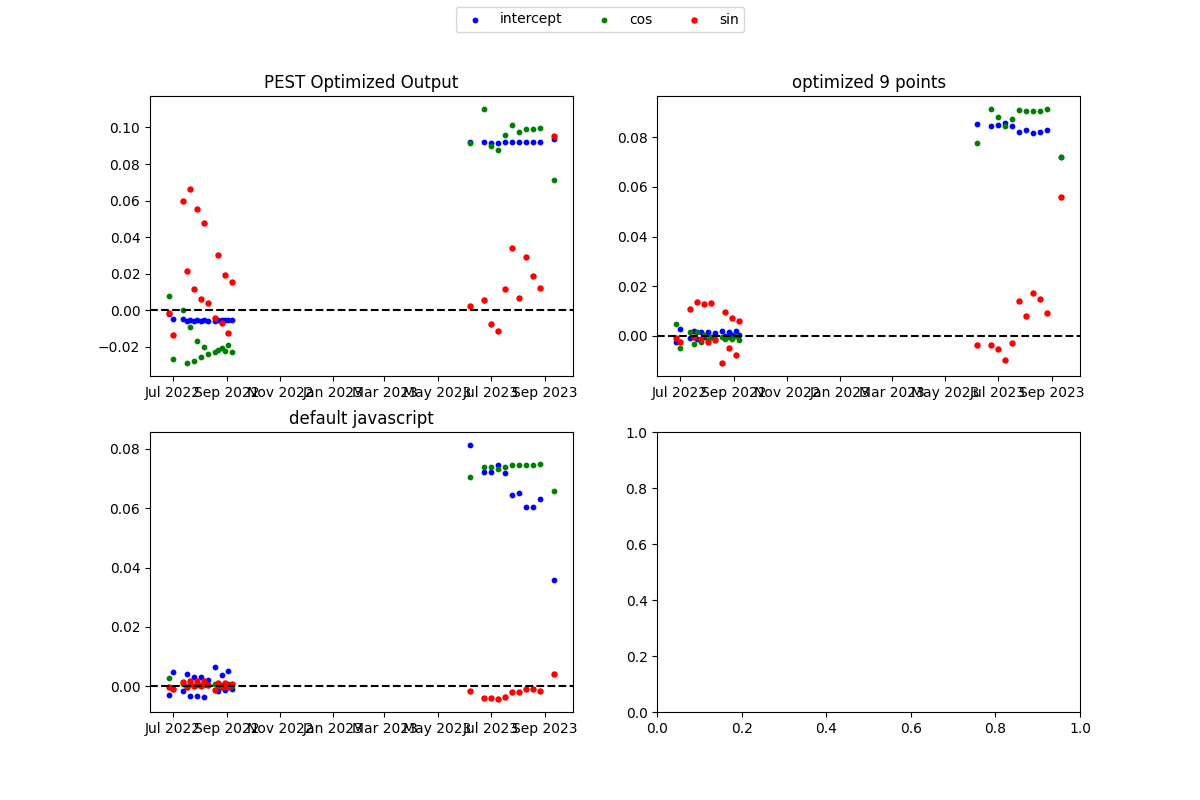 intercept cos sin
PEST Optimized Output
0.10
0.08
0.06
0.04
0.02
0.00
−0.02
Jul 2022 Sep 2022 Nov 2022 Jan 2023 Mar 2023 May 2023 Jul 2023 Sep 2023
optimized 9 points
0.08
0.06
0.04
0.02
0.00
Jul 2022 Sep 2022 Nov 2022 Jan 2023 Mar 2023 May 2023 Jul 2023 Sep 2023
default javascript
0.08
0.06
0.04
0.02
0.00
Jul 2022 Sep 2022 Nov 2022 Jan 2023 Mar 2023 May 2023 Jul 2023 Sep 2023
1.0
0.8
0.6
0.4
0.2
0.0
0.0 0.2 0.4 0.6 0.8 1.0